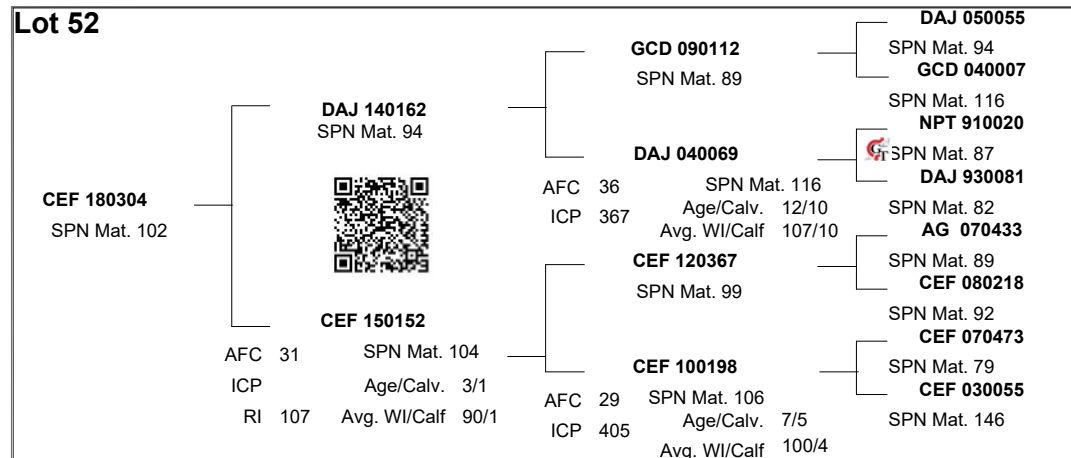 Lot 52
DAJ 050055
SPN Mat. 94
GCD 090112
SPN Mat. 89
GCD 040007
SPN Mat. 116
DAJ 140162
SPN Mat. 94
NPT 910020
GT SPN Mat. 87
DAJ 040069
AFC 36 SPN Mat. 116
ICP 367 Age/Calv. 12/10
Avg. WI/Calf 107/10
DAJ 930081
SPN Mat. 82
CEF 180304
SPN Mat. 102
AG 070433
SPN Mat. 89
CEF 120367
SPN Mat. 99
CEF 080218
SPN Mat. 92
CEF 150152
AFC 31 SPN Mat. 104
ICP Age/Calv. 3/1
RI 107 Avg. WI/Calf 90/1
CEF 070473
SPN Mat. 79
CEF 100198
AFC 29 SPN Mat. 106
ICP 405 Age/Calv. 7/5
Avg. WI/Calf 100/4
CEF 030055
SPN Mat. 146